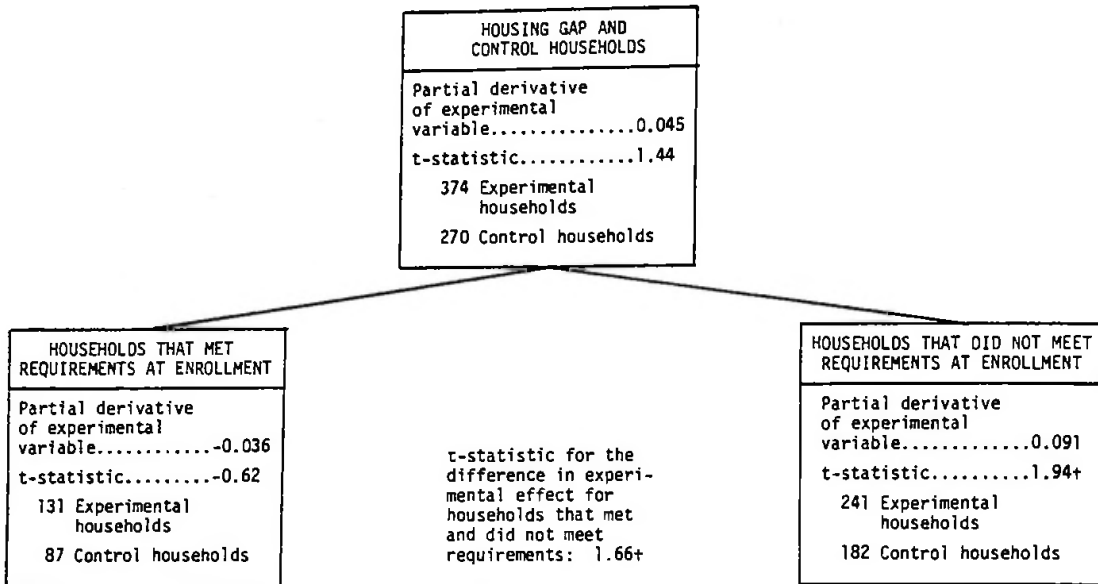 HOUSING GAP AND
CONTROL HOUSEHOLDS
Partial derivative
of experimental
variable...............0.045
t-statistic............1.44
374 Experimental
households
270 Control households
HOUSEHOLDS THAT MET
REQUIREMENTS AT ENROLLMENT
Partial derivative
of experimental
variable............-0.036
t-statistic.........-0.62
131 Experimental
households
87 Control households
t-statistic for the
difference in experi-
mental effect for
households that met
and did not meet
requirements: 1.66†
HOUSEHOLDS THAT DID NOT MEET
REQUIREMENTS AT ENROLLMENT
Partial derivative
of experimental
variable............0.091
t-statistic...........1.94†
241 Experimental
households
182 Control households